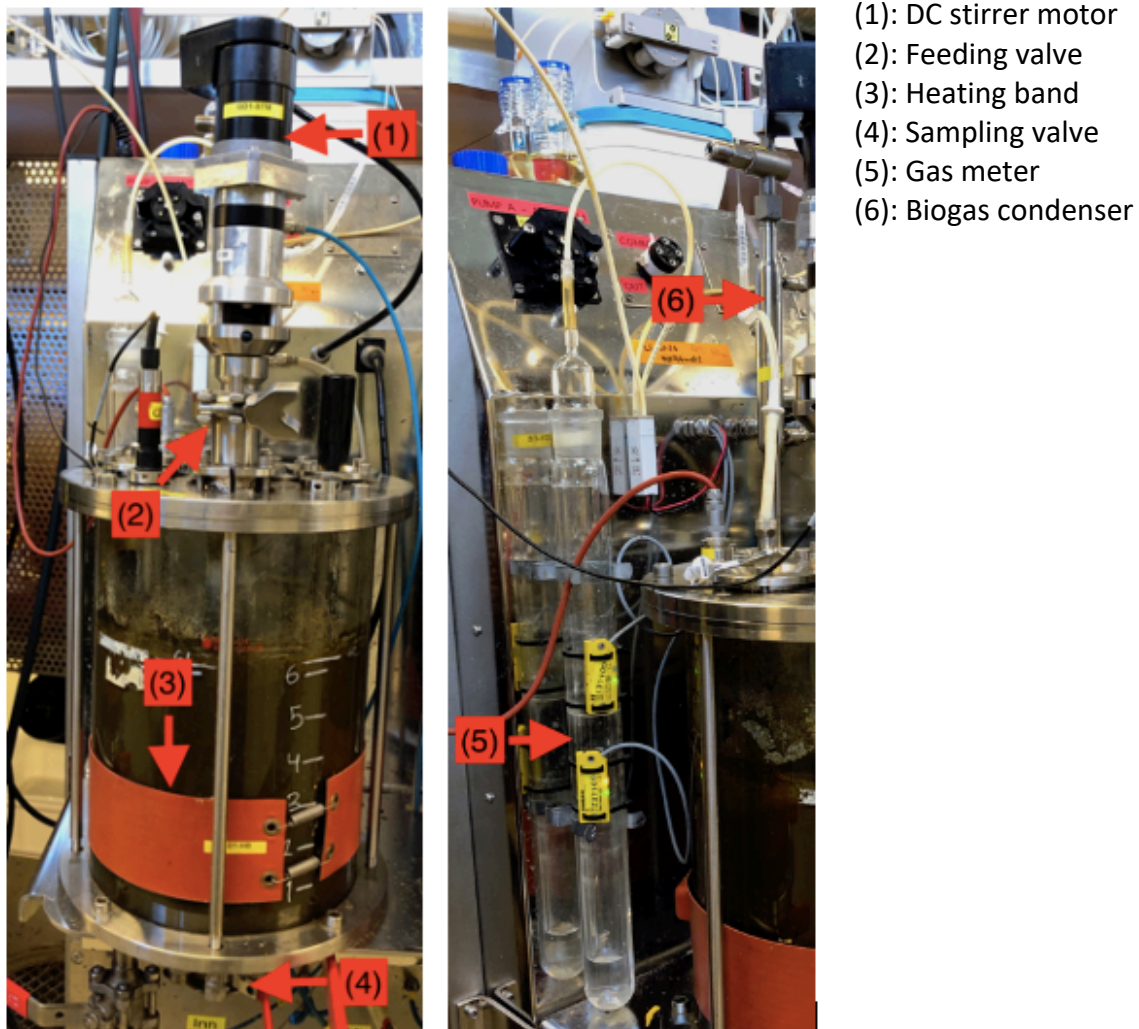 (1): DC stirrer motor
(2): Feeding valve
(3): Heating band
(4): Sampling valve
(5): Gas meter
(6): Biogas condenser
(1)
(2)
(3)
6
5
4
3
2
1
(4)
PUMP A -
(6)
(5)